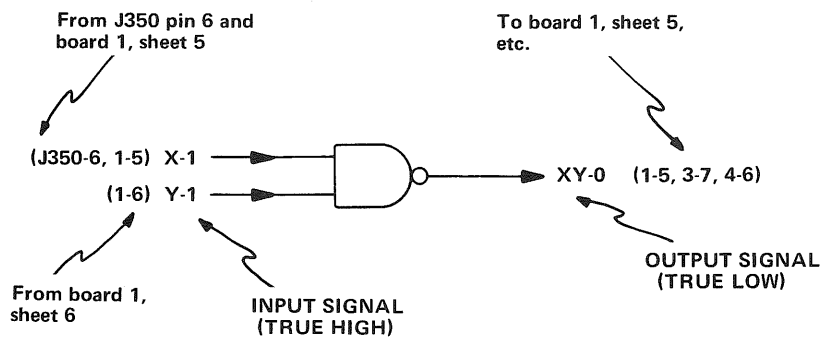 From J350 pin 6 and
board 1, sheet 5
To board 1, sheet 5,
etc.
(J350-6, 1-5) X-1
(1-6) Y-1
XY-0 (1-5, 3-7, 4-6)
From board 1,
sheet 6
INPUT SIGNAL
(TRUE HIGH)
OUTPUT SIGNAL
(TRUE LOW)